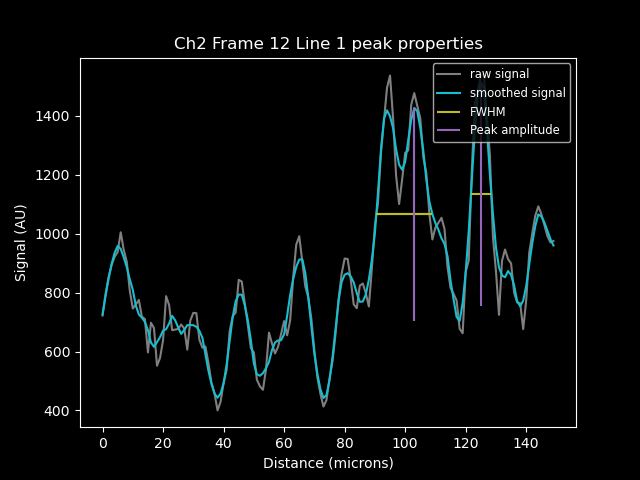 Ch2 Frame 12 Line 1 peak properties
raw signal
smoothed signal
FWHM
Peak amplitude
Signal (AU)
1400
1200
1000
800
600
400
0 20 40 60 80 100 120 140
Distance (microns)